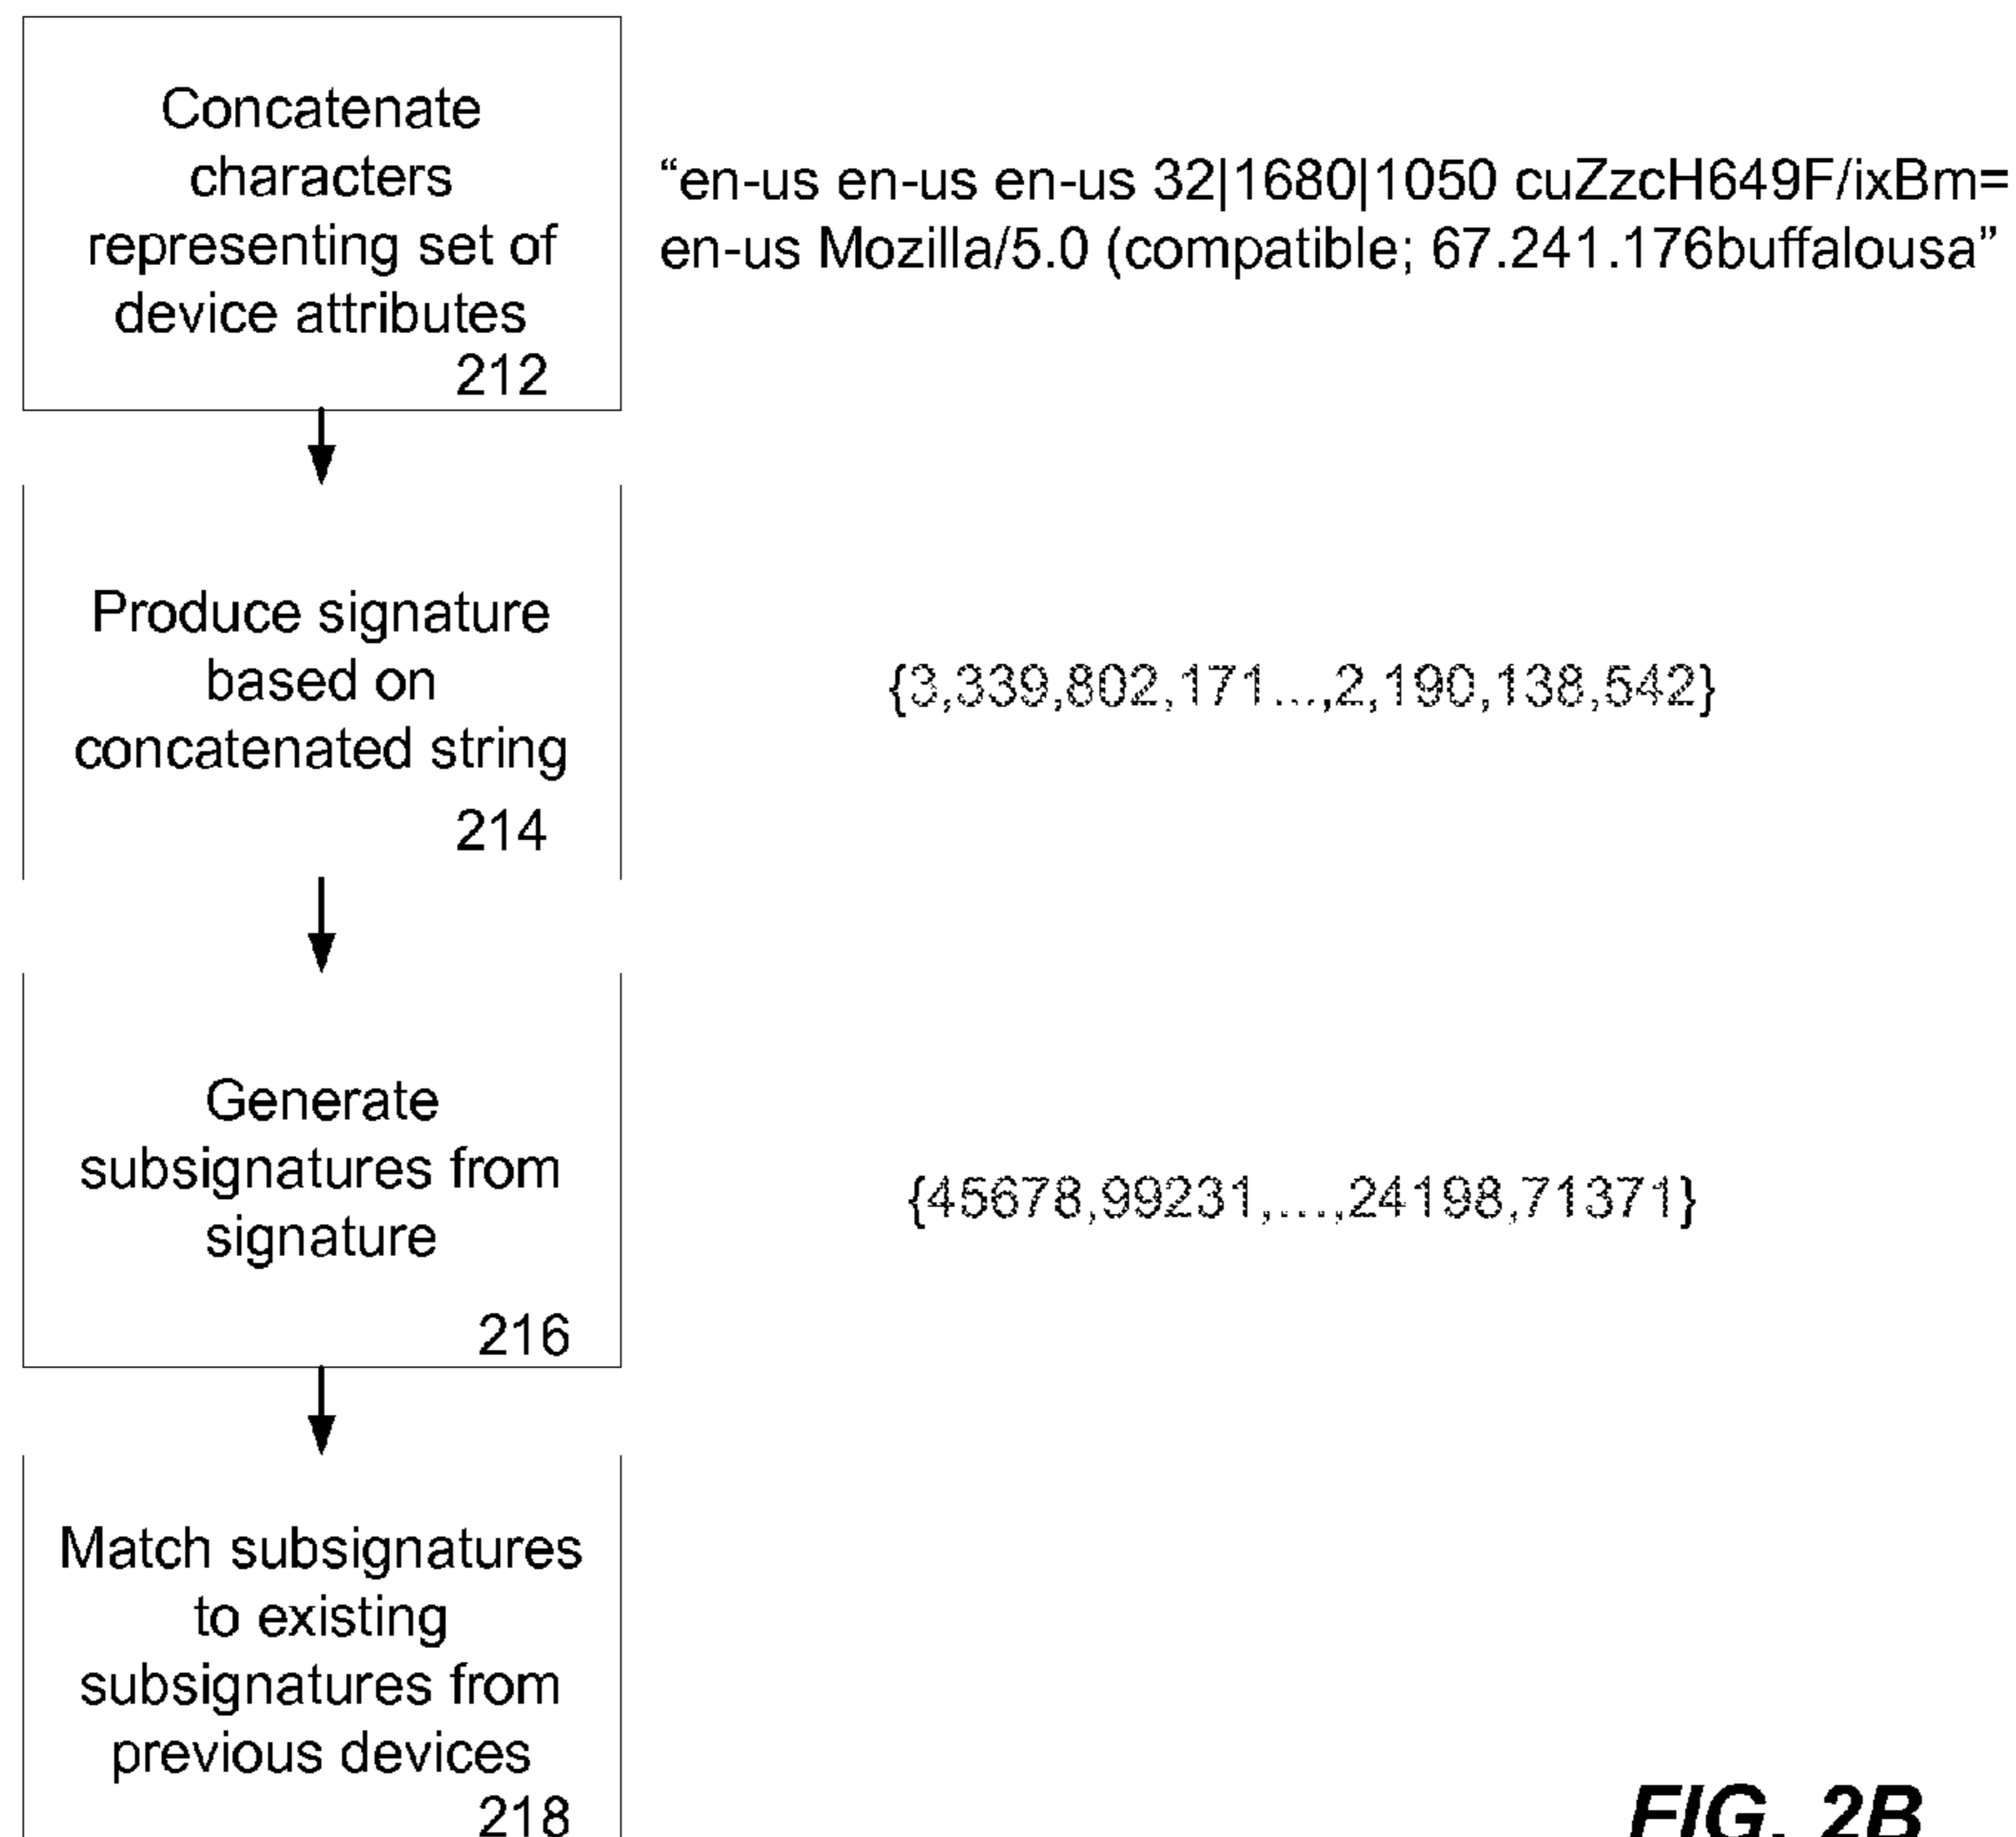 Concatenate
characters
representing set of
device attributes
212
“en-us en-us en-us 32|1680|1050 cuZzcH649F/ixBm=
en-us Mozilla/5.0 (compatible; 67.241.176buffalousa”
Produce signature
based on
concatenated string
214
{3,339,802,171...,2,190,138,542}
Generate
subsignatures from
signature
216
{45678,99231,...,24198,71371}
Match subsignatures
to existing
subsignatures from
previous devices
218
FIG. 2B